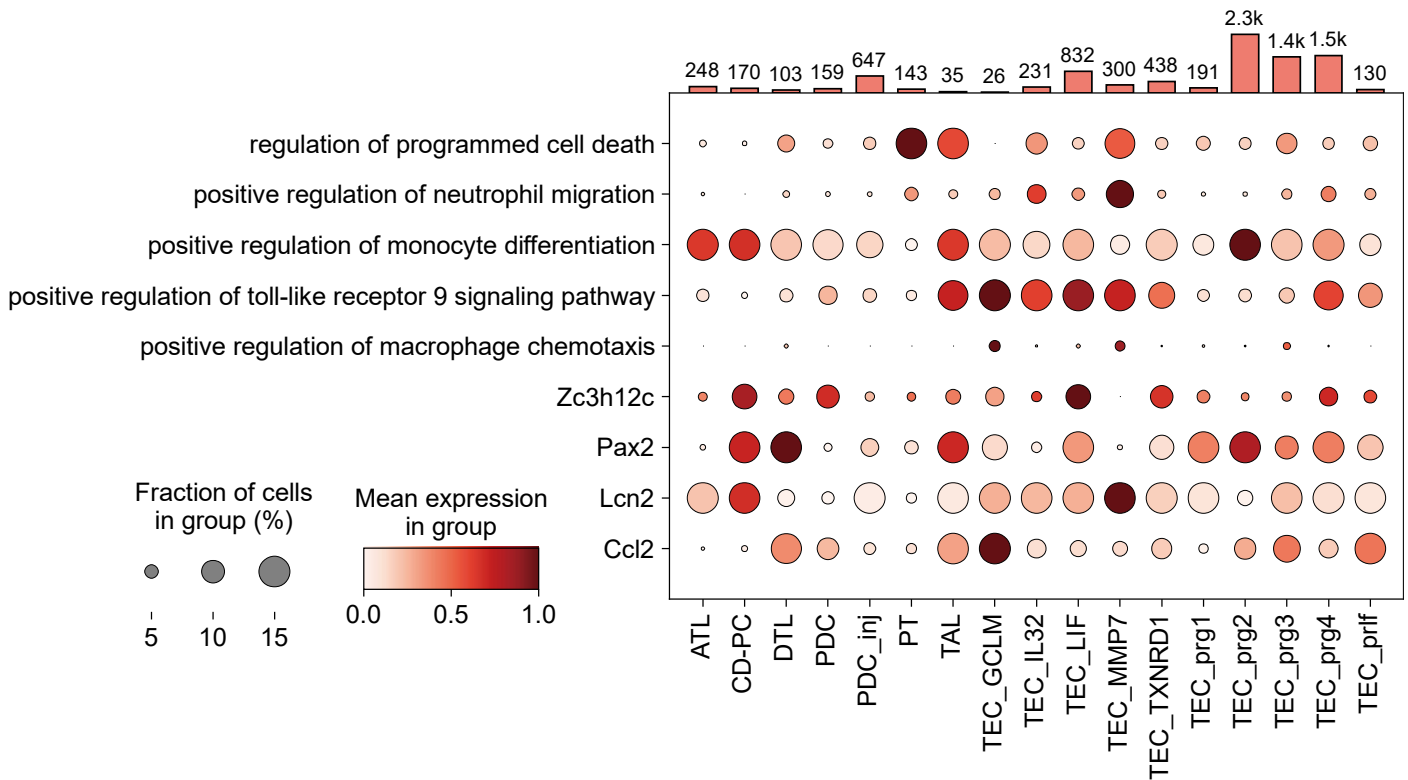 2.3k
1.4k
1.5k
248 170 103 159 647 143 35 26 231 832 300 438 191 130
regulation of programmed cell death
positive regulation of neutrophil migration
positive regulation of monocyte differentiation
positive regulation of toll-like receptor 9 signaling pathway
positive regulation of macrophage chemotaxis
Zc3h12c
Pax2
Lcn2
Ccl2
Fraction of cells
in group (%)
5 10 15
Mean expression
in group
0.0 0.5 1.0
ATL
CD-PC
DTL
PDC
PDC_inj
PT
TAL
TEC_GCLM
TEC_IL32
TEC_LIF
TEC_MMP7
TEC_TXNRD1
TEC_prg1
TEC_prg2
TEC_prg3
TEC_prg4
TEC_prlf